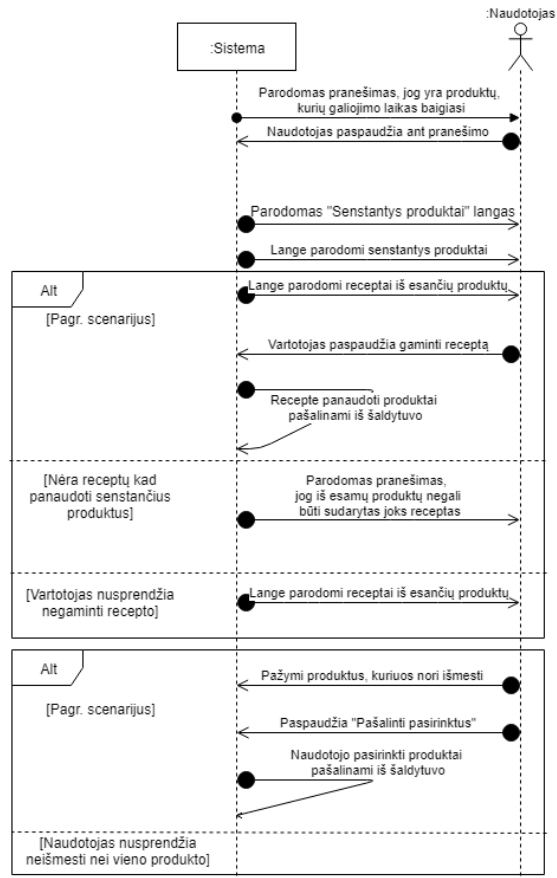 :Naudotojas
:Sistema
Parodomas pranešimas, jog yra produktų,
kurių galiojimo laikas baigiasi
Naudotojas paspaudžia ant pranešimo
Parodomas "Senstantys produktai" langas
Lange parodomi senstantys produktai
Alt
Lange parodomi receptai iš esančių produktų
[Pagr. scenarijus]
Vartotojas paspaudžia gaminti receptą
Recepte panaudoti produktai
pašalinami iš šaldytuvo
[Nėra receptų kad
panaudoti senstančius
produktus]
Parodomas pranešimas,
jog iš esamų produktų negali
būti sudarytas joks receptas
[Vartotojas nusprendžia
negaminti recepto]
Lange parodomi receptai iš esančių produktų
Alt
Pažymi produktus, kuriuos nori išmesti
[Pagr. scenarijus]
Paspaudžia "Pašalinti pasirinktus"
Naudotojo pasirinkti produktai
pašalinami iš šaldytuvo
[Naudotojas nusprendžia
neišmesti nei vieno produkto]